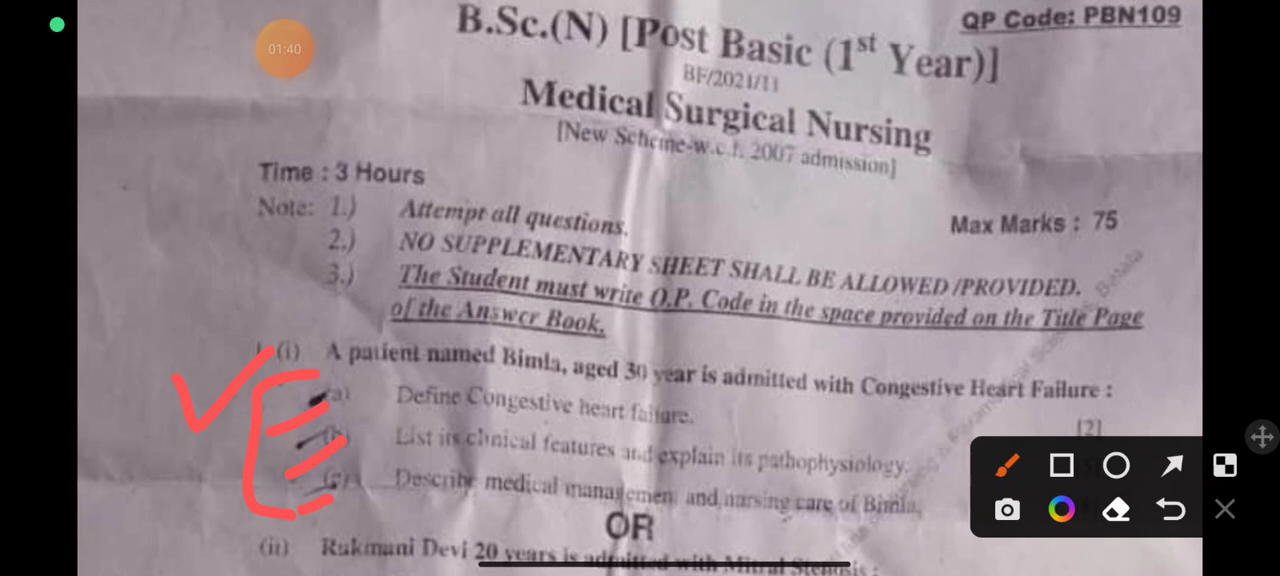 QP Code: PBN109
B.Sc.(N) [Post Basic (1st Year)]
BF/2021/11
Medical Surgical Nursing
[New Scheme-w.e.f. 2007 admission]
01:40
Time : 3 Hours
Max Marks : 75
Note: 1.) Attempt all questions.
2.) NO SUPPLEMENTARY SHEET SHALL BE ALLOWED /PROVIDED.
3.) The Student must write O.P. Code in the space provided on the Title Page
of the Answer Book.
(i) A patient named Bimla, aged 30 year is admitted with Congestive Heart Failure :
(a) Define Congestive heart failure. [2]
(b) List its clinical features and explain its pathophysiology.
(c) Describe medical management and nursing care of Bimla.
OR
(ii) Rukmani Devi 20 years is admitted with Mitral Stenosis :
Batala